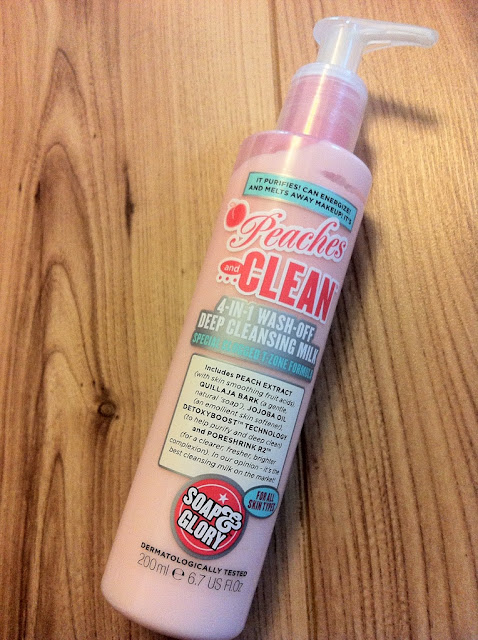 IT PURIFIES! CAN ENERGIZE!
AND MELTS AWAY MAKEUP! IT'S
Peaches
and CLEAN
4-IN-1 WASH-OFF
DEEP CLEANSING MILK
T-ZONE FORMULA
Includes PEACH EXTRACT
(with skin smoothing fruit acids),
QUILLAJA BARK (a gentle,
natural 'soap'), JOJOBA OIL
(an emollient skin softener),
DETOXYBOOST™ TECHNOLOGY
(to help purify and deep clean)
and PORESHRINK R2™
(for a clearer, fresher, brighter
complexion). In our opinion - it's the
best cleansing milk on the market!
FOR ALL
SKIN TYPES
SOAP&
GLORY
DERMATOLOGICALLY TESTED
200ml e 6.7 US Fl.Oz